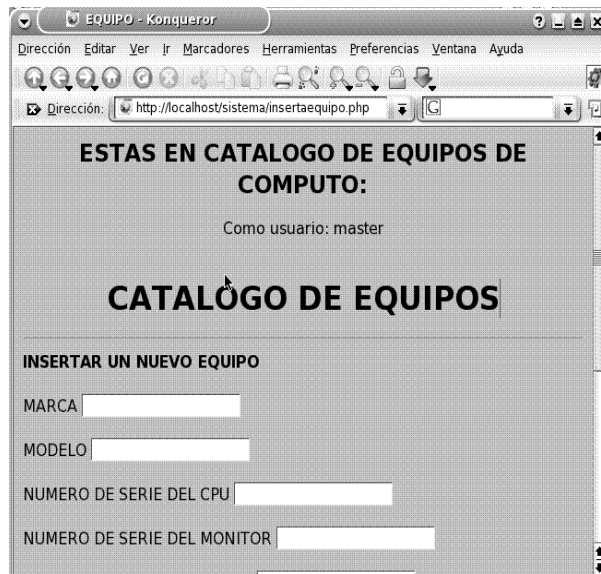 EQUIPO - Konqueror
Dirección Editar Ver Ir Marcadores Herramientas Preferencias Ventana Ayuda
Dirección: http://localhost/sistema/insertaequipo.php
ESTAS EN CATALOGO DE EQUIPOS DE
COMPUTO:
Como usuario: master
CATALOGO DE EQUIPOS
INSERTAR UN NUEVO EQUIPO
MARCA
MODELO
NUMERO DE SERIE DEL CPU
NUMERO DE SERIE DEL MONITOR